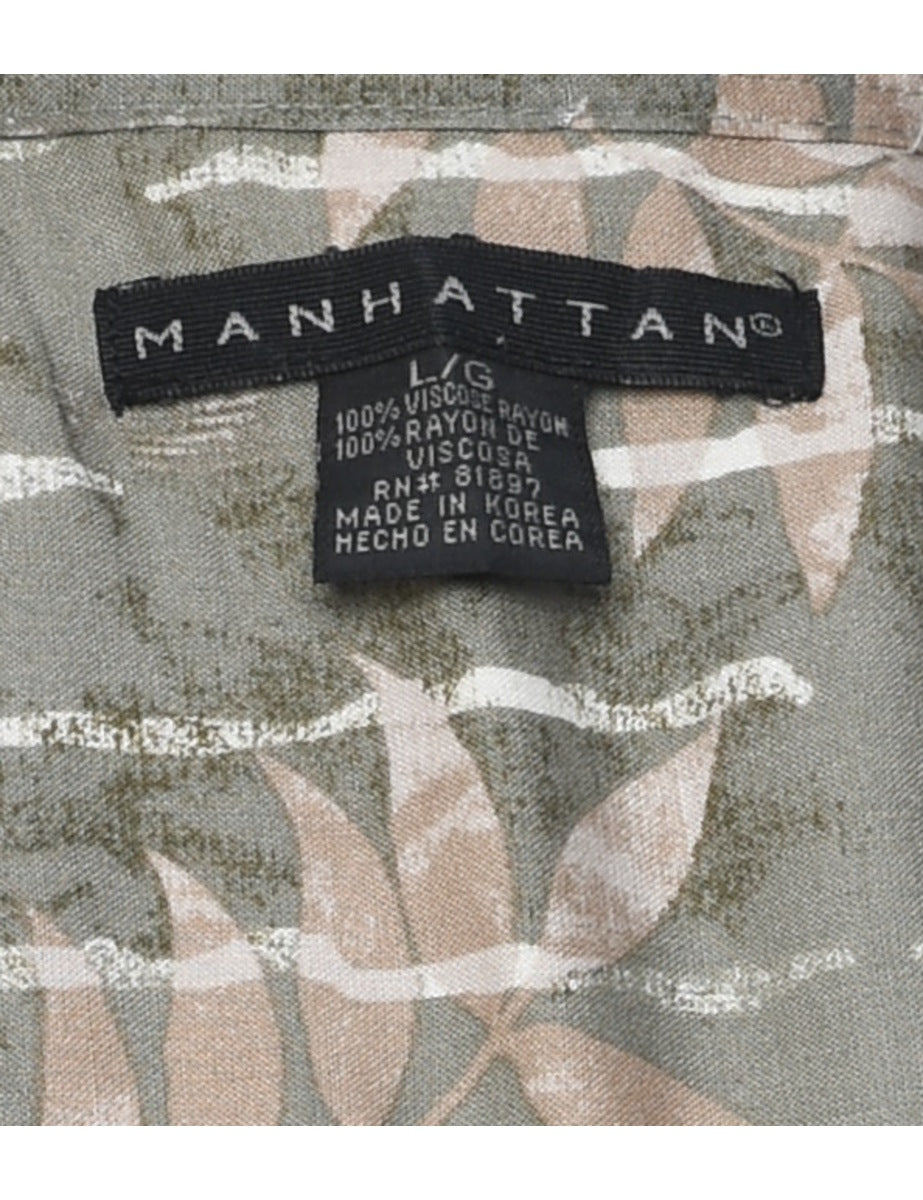 MANHATTAN®
L/G
100% VISCOSE RAYON
100% RAYON DE
VISCOSA
RN# 81897
MADE IN KOREA
HECHO EN COREA